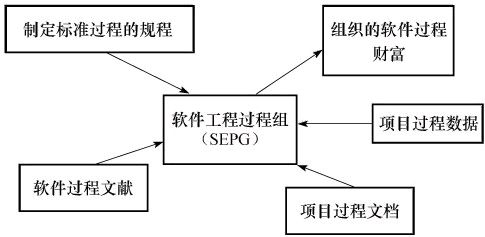 制定标准过程的规程
组织的软件过程
财富
软件工程过程组
（SEPG）
项目过程数据
软件过程文献
项目过程文档